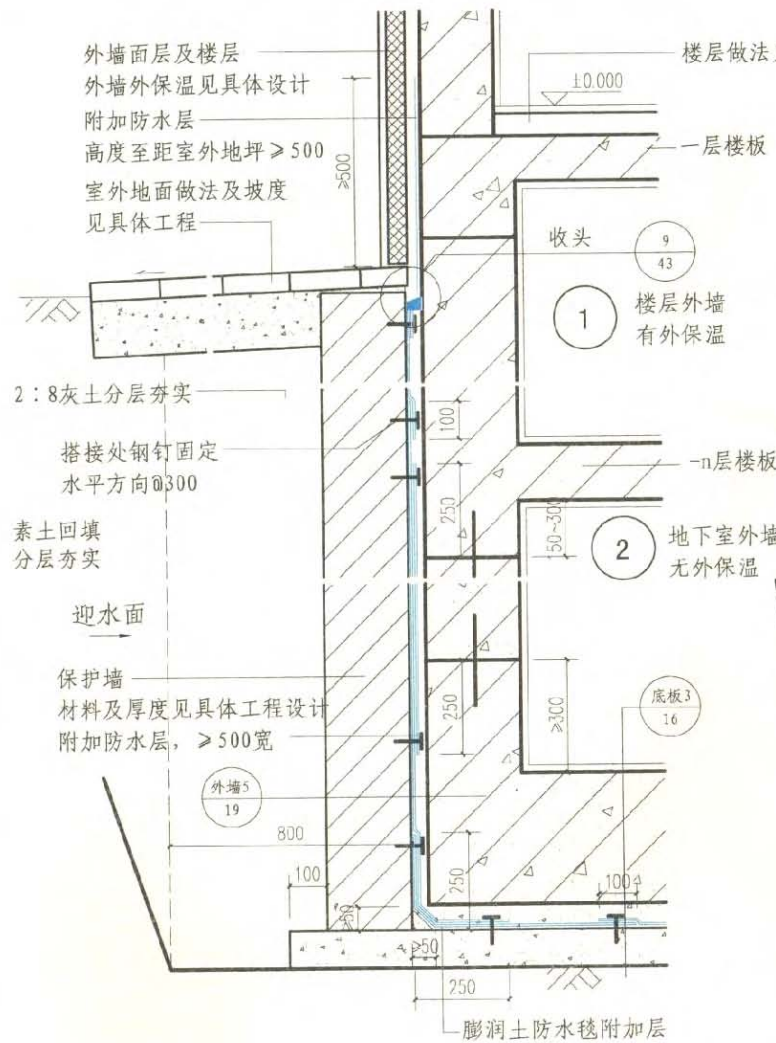 外墙面层及楼层
外墙外保温见具体设计
附加防水层
高度至距室外地坪≥500
室外地面做法及坡度
见具体工程
≥500
楼层做法
±0.000
一层楼板
收头
9
43
1
楼层外墙
有外保温
2:8灰土分层夯实
搭接处钢钉固定
水平方向@300
100
250
-n层楼板
150~300
2
地下室外墙
无外保温
素土回填
分层夯实
迎水面
保护墙
材料及厚度见具体工程设计
附加防水层，≥500宽
250
≥300
底板3
16
外墙5
19
800
100
250
100
≥50
≥50
250
膨润土防水毯附加层